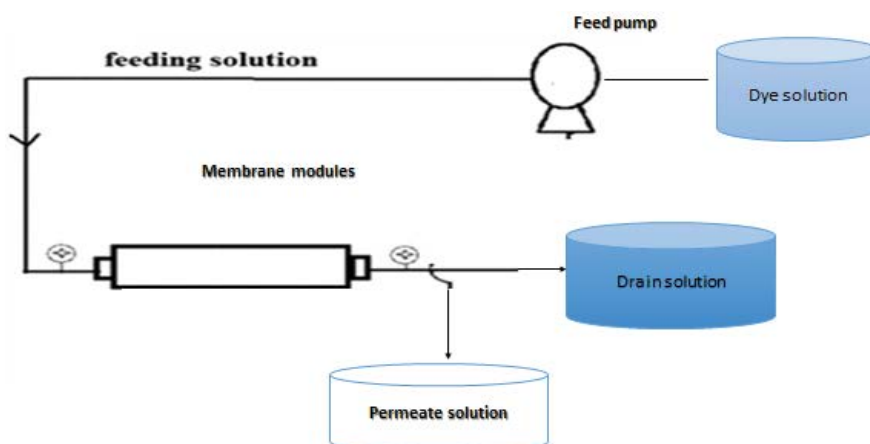 Feed pump
feeding solution
Dye solution
Membrane modules
Drain solution
Permeate solution